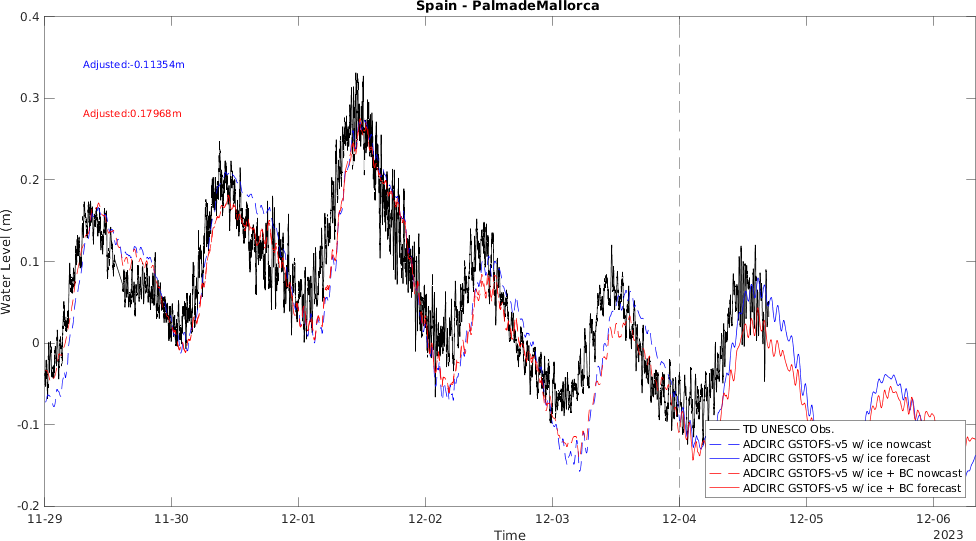 Spain - PalmadeMallorca
0.4
Adjusted:-0.11354m
0.3
Adjusted:0.17968m
0.2
0.1
0
-0.1
-0.2
Water Level (m)
TD UNESCO Obs.
ADCIRC GSTOFS-v5 w/ ice nowcast
ADCIRC GSTOFS-v5 w/ ice forecast
ADCIRC GSTOFS-v5 w/ ice + BC nowcast
ADCIRC GSTOFS-v5 w/ ice + BC forecast
11-29 11-30 12-01 12-02 12-03 12-04 12-05 12-06
Time
2023